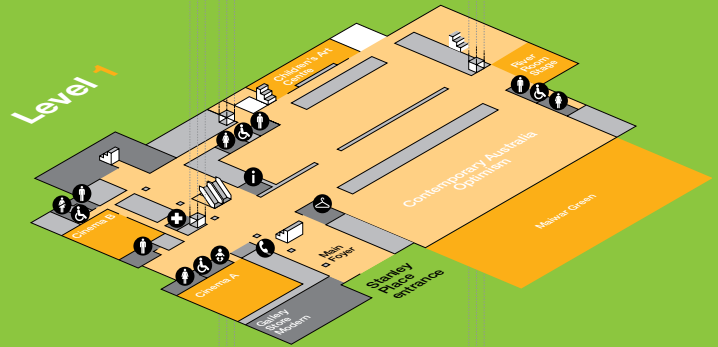 Level 1
Children's Art
Centre
River
Room
Stage
Contemporary Australia
Optimism
Maiwar Green
Cinema B
Main
Foyer
Stanley
Place
entrance
Cinema A
Gallery
Store
Modern